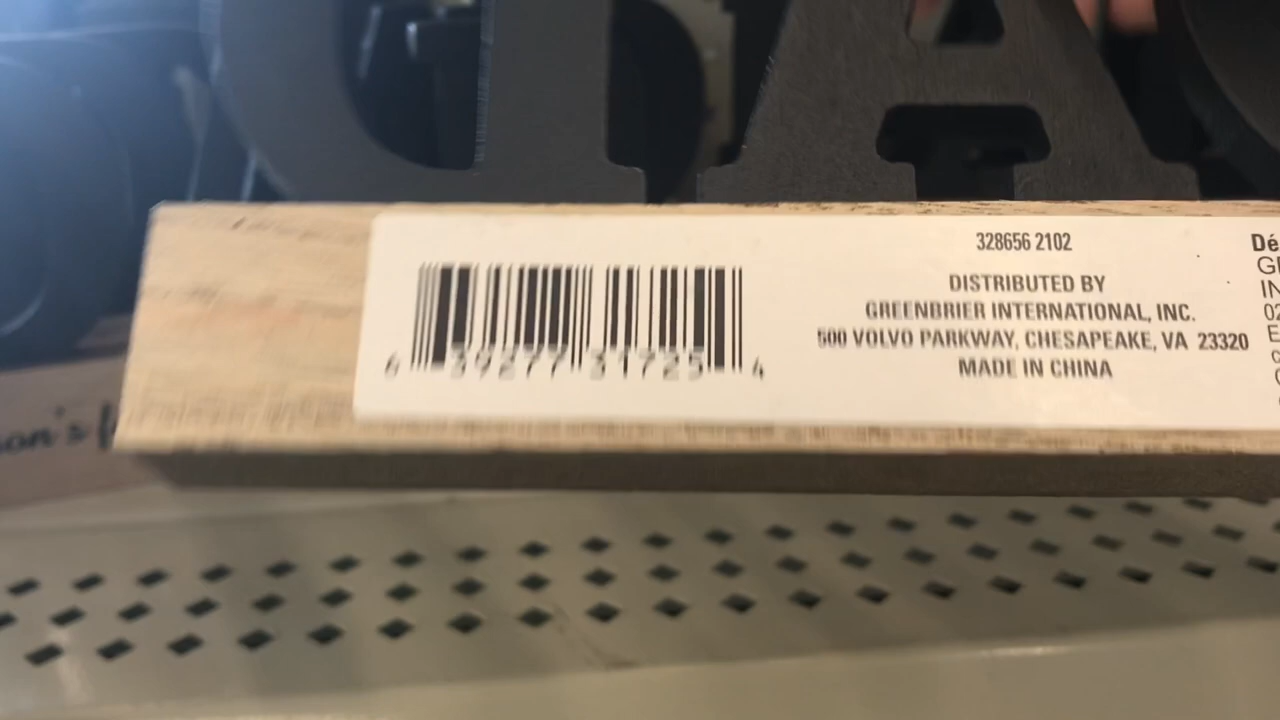 328656 2102
DISTRIBUTED BY
GREENBRIER INTERNATIONAL, INC.
500 VOLVO PARKWAY, CHESAPEAKE, VA 23320
MADE IN CHINA
6 39277 31725 4